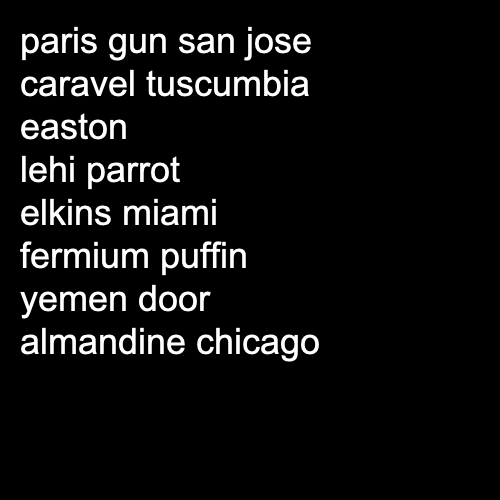 paris gun san jose
caravel tuscumbia
easton
lehi parrot
elkins miami
fermium puffin
yemen door
almandine chicago